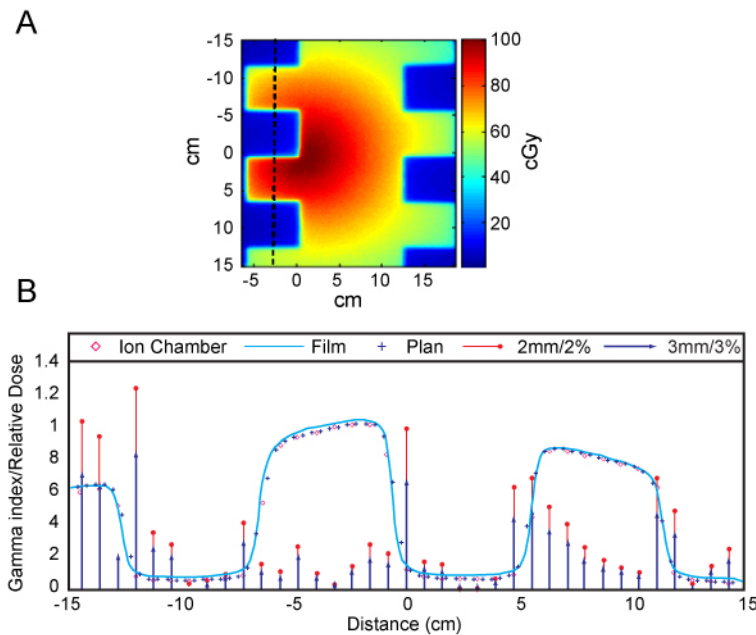 A
-15
-10
-5
0
5
10
15
cm
-5 0 5 10 15
cm
100
80
60
40
20
cGy
B
Ion Chamber Film Plan 2mm/2% 3mm/3%
1.4
1.2
1
8
6
4
2
0
Gamma index/Relative Dose
-15 -10 -5 0 5 10 15
Distance (cm)